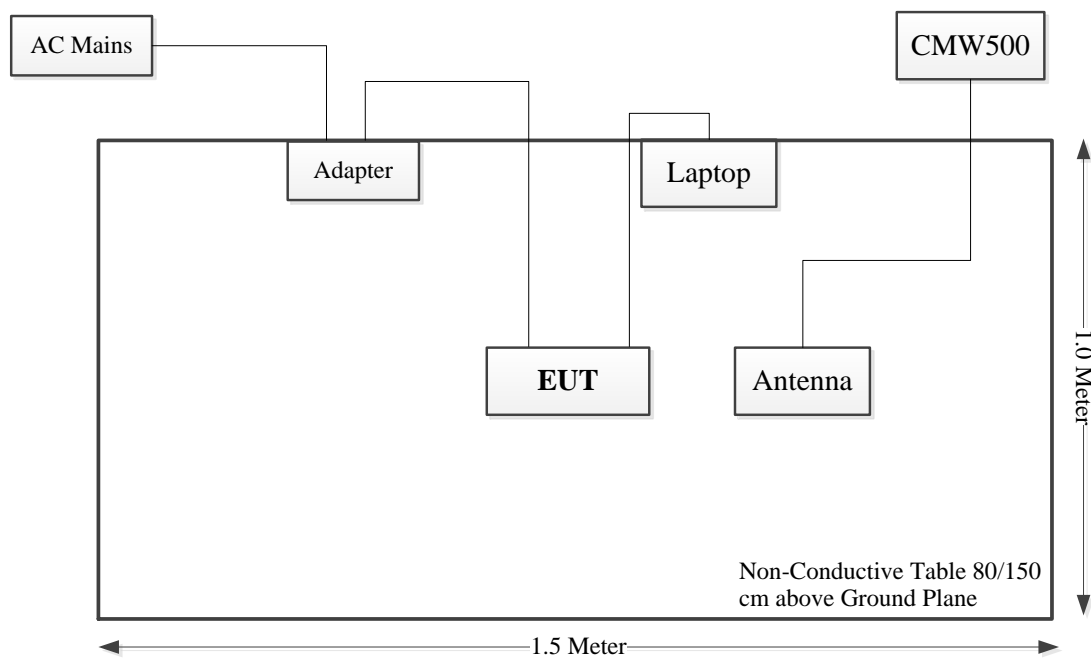 AC Mains
CMW500
Adapter
Laptop
EUT
Antenna
1.0 Meter
Non-Conductive Table 80/150
cm above Ground Plane
1.5 Meter